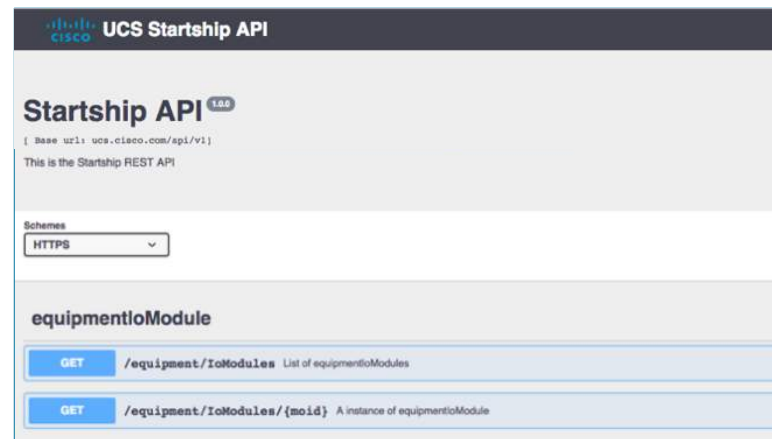 CISCO UCS Startship API
Startship API 1.0.0
[ Base url: ucs.cisco.com/api/v1]
This is the Startship REST API
Schemes
HTTPS
equipmentIoModule
GET /equipment/IoModules List of equipmentIoModules
GET /equipment/IoModules/{moid} A instance of equipmentIoModule